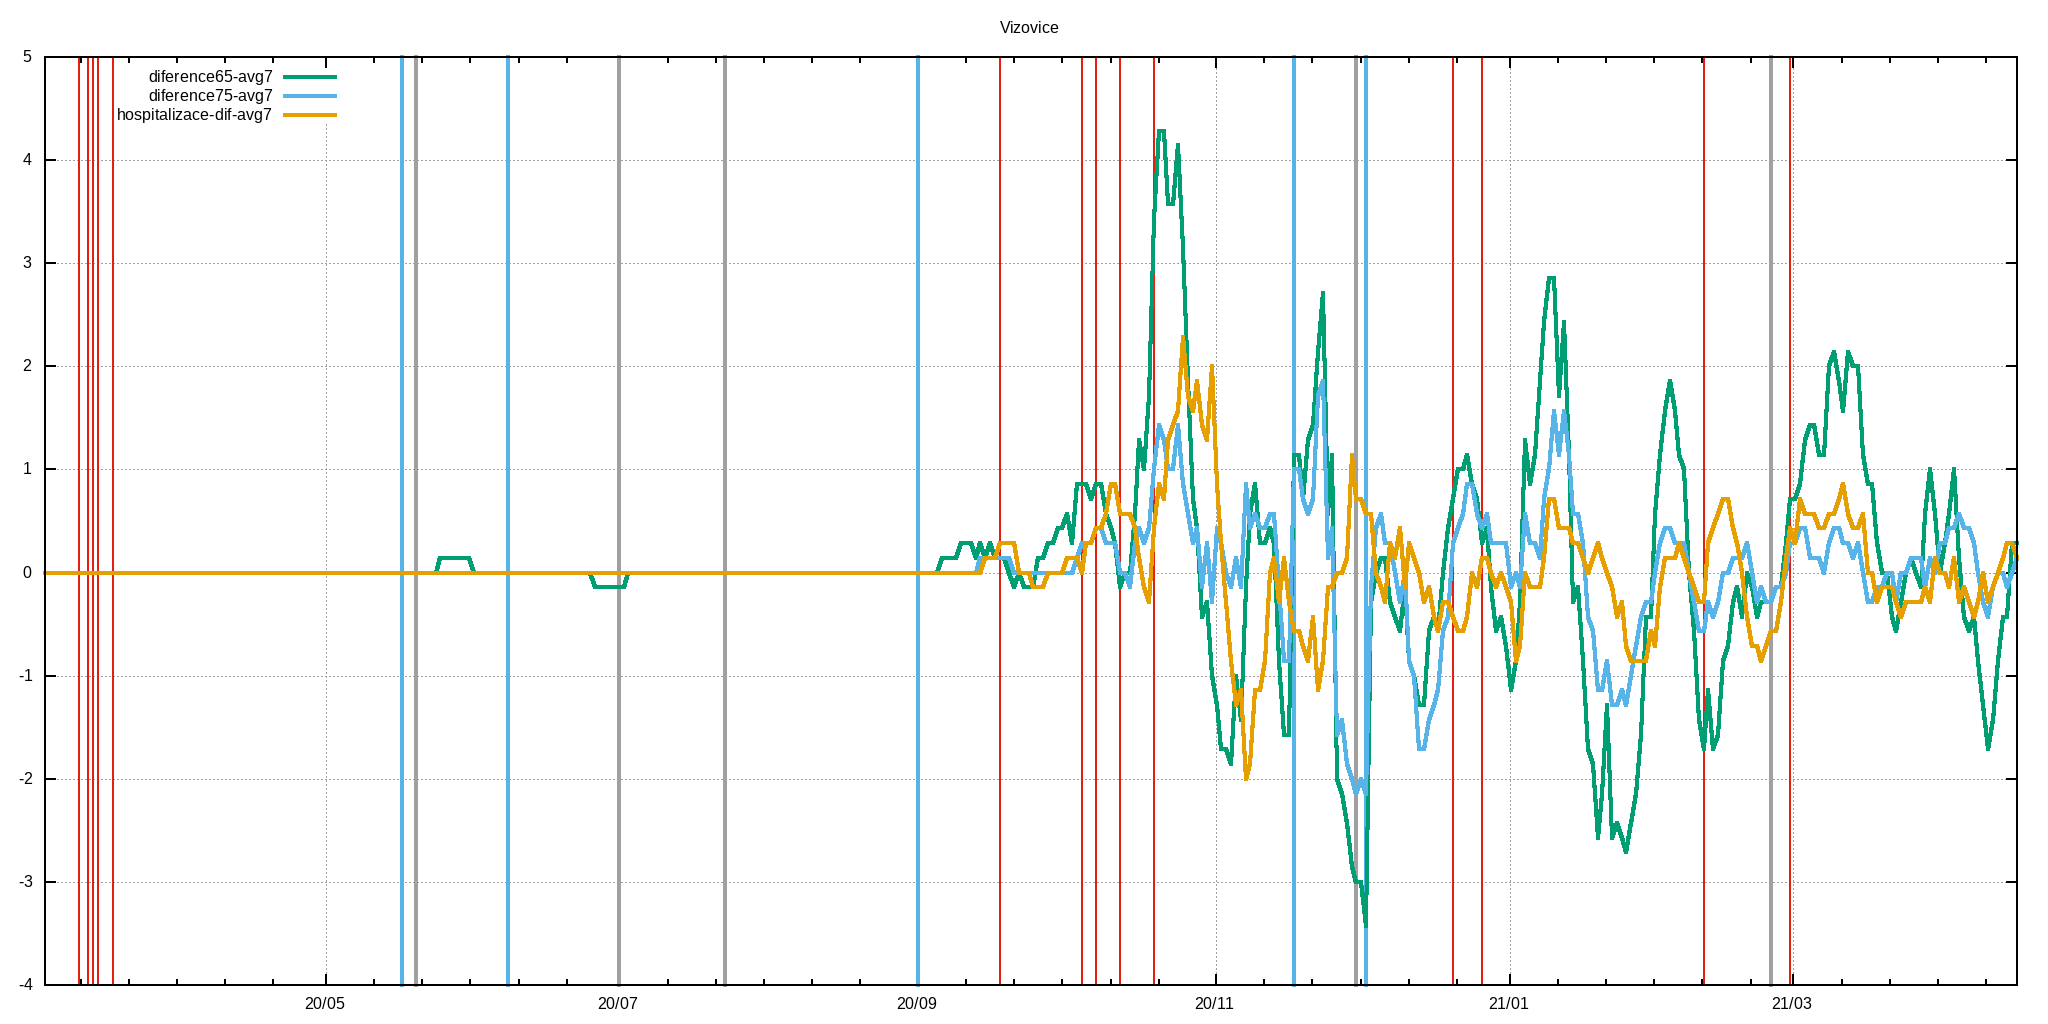 Vizovice
diference65-avg7
diference75-avg7
hospitalizace-dif-avg7
5
4
3
2
1
0
-1
-2
-3
-4
20/05 20/07 20/09 20/11 21/01 21/03